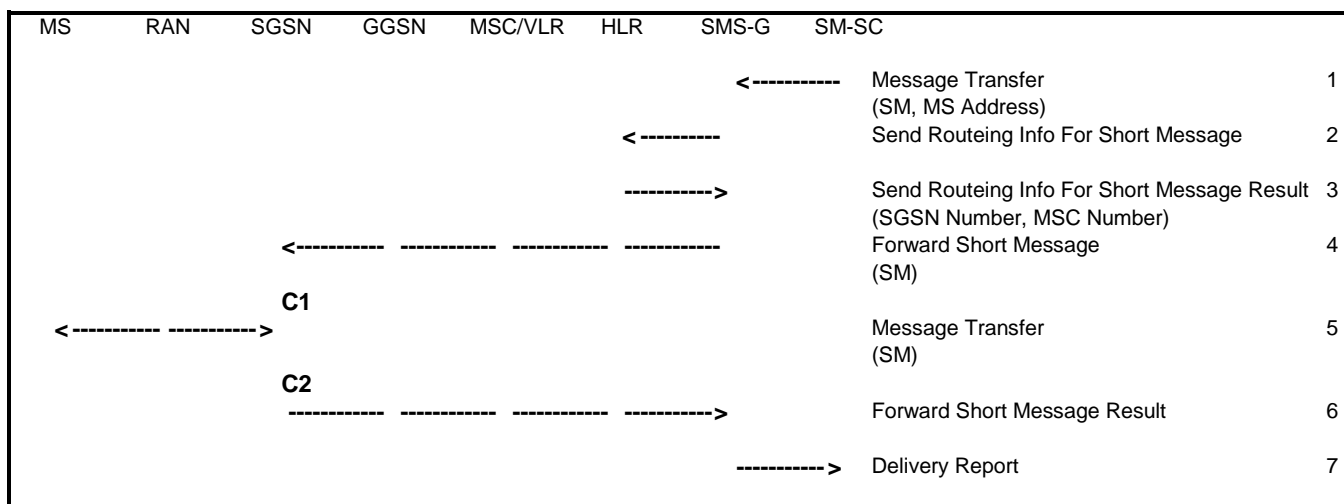 MS RAN SGSN GGSN MSC/VLR HLR SMS-G SM-SC
Message Transfer 1
(SM, MS Address)
Send Routeing Info For Short Message 2
Send Routeing Info For Short Message Result 3
(SGSN Number, MSC Number)
Forward Short Message 4
(SM)
C1
Message Transfer 5
(SM)
C2
Forward Short Message Result 6
Delivery Report 7